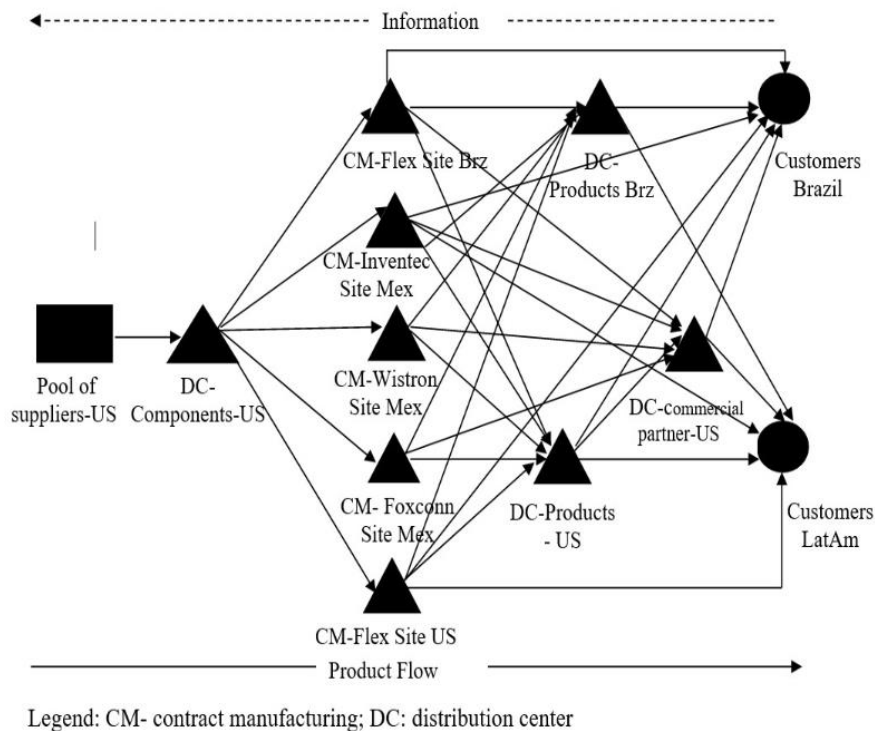 Information
CM-Flex Site Brz
DC-
Products Brz
Customers
Brazil
CM-Inventec
Site Mex
Pool of
suppliers-US
DC-
Components-US
CM-Wistron
Site Mex
DC-commercial
partner-US
CM- Foxconn
Site Mex
DC-Products
- US
Customers
LatAm
CM-Flex Site US
Product Flow
Legend: CM- contract manufacturing; DC: distribution center